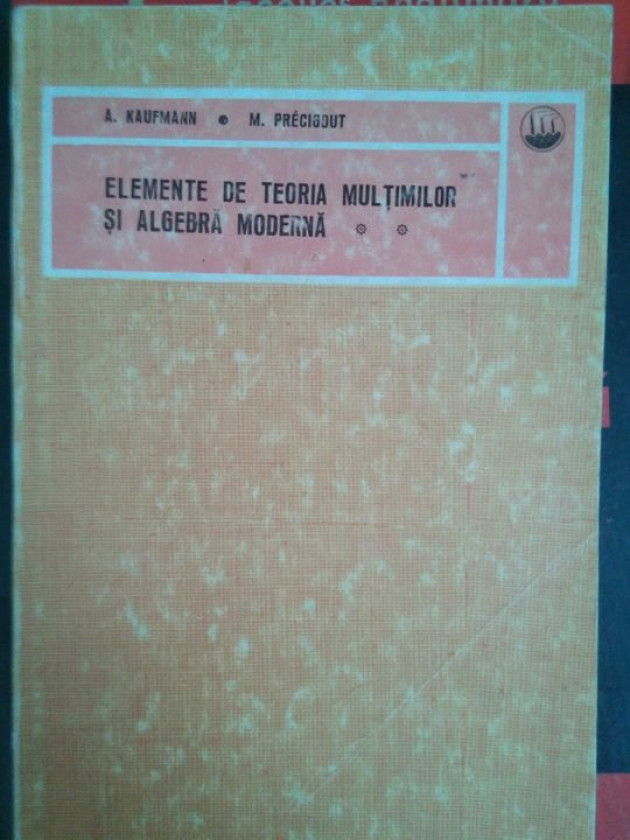 A. KAUFMANN ● M. PRÉCIGOUT
ELEMENTE DE TEORIA MULȚIMILOR
ȘI ALGEBRĂ MODERNĂ